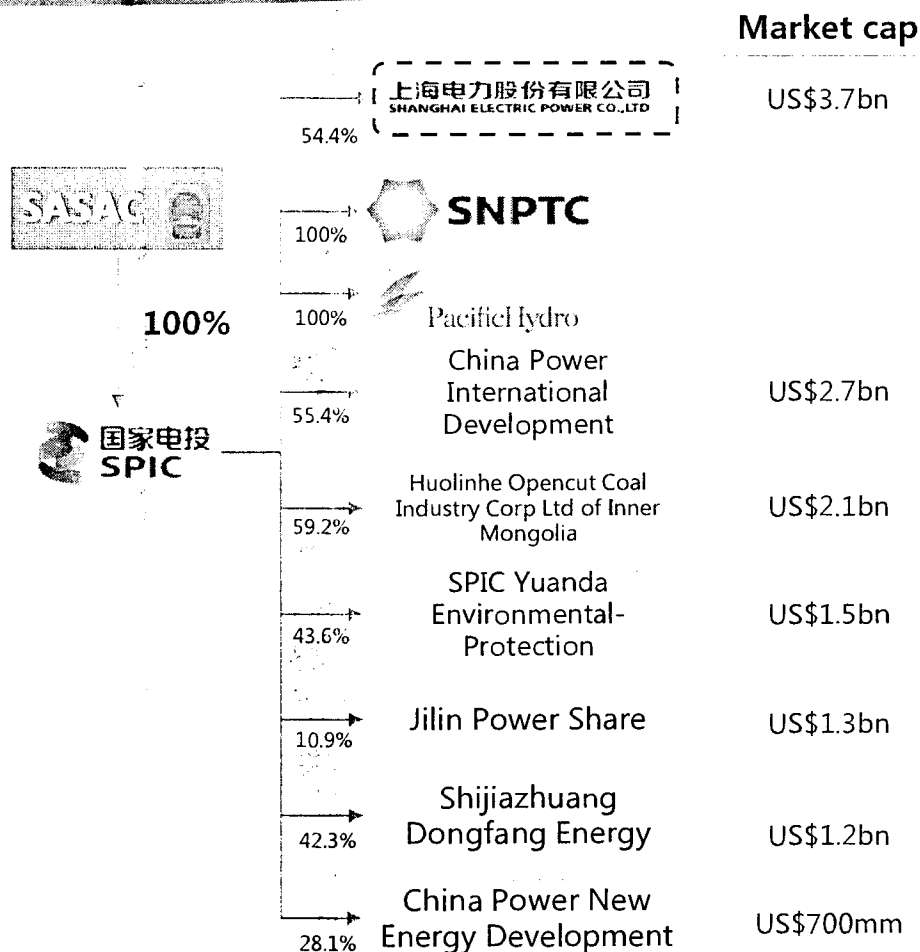 Market cap
上海电力股份有限公司
SHANGHAI ELECTRIC POWER CO.,LTD
US$3.7bn
54.4%
SASAC
SNPTC
100%
100%
100%
PacificHydro
China Power
International
Development
US$2.7bn
55.4%
国家电投
SPIC
Huolinhe Opencut Coal
Industry Corp Ltd of Inner
Mongolia
US$2.1bn
59.2%
SPIC Yuanda
Environmental-
Protection
US$1.5bn
43.6%
Jilin Power Share
US$1.3bn
10.9%
Shijiazhuang
Dongfang Energy
US$1.2bn
42.3%
China Power New
Energy Development
US$700mm
28.1%